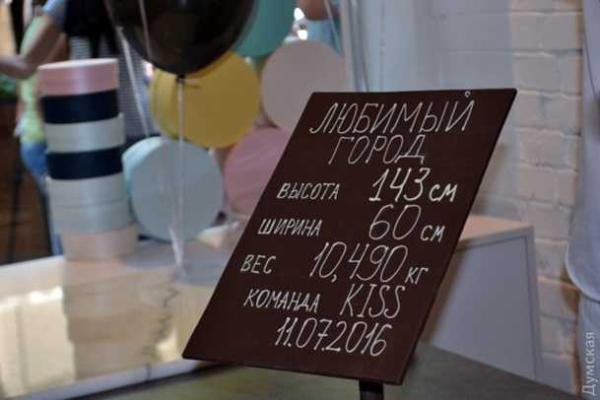 ЛЮБИМЫЙ
ГОРОД
ВЫСОТА 143 СМ
ШИРИНА 60 СМ
ВЕС 10,490 КГ
КОМАНДА KISS
11.07.2016
Думская